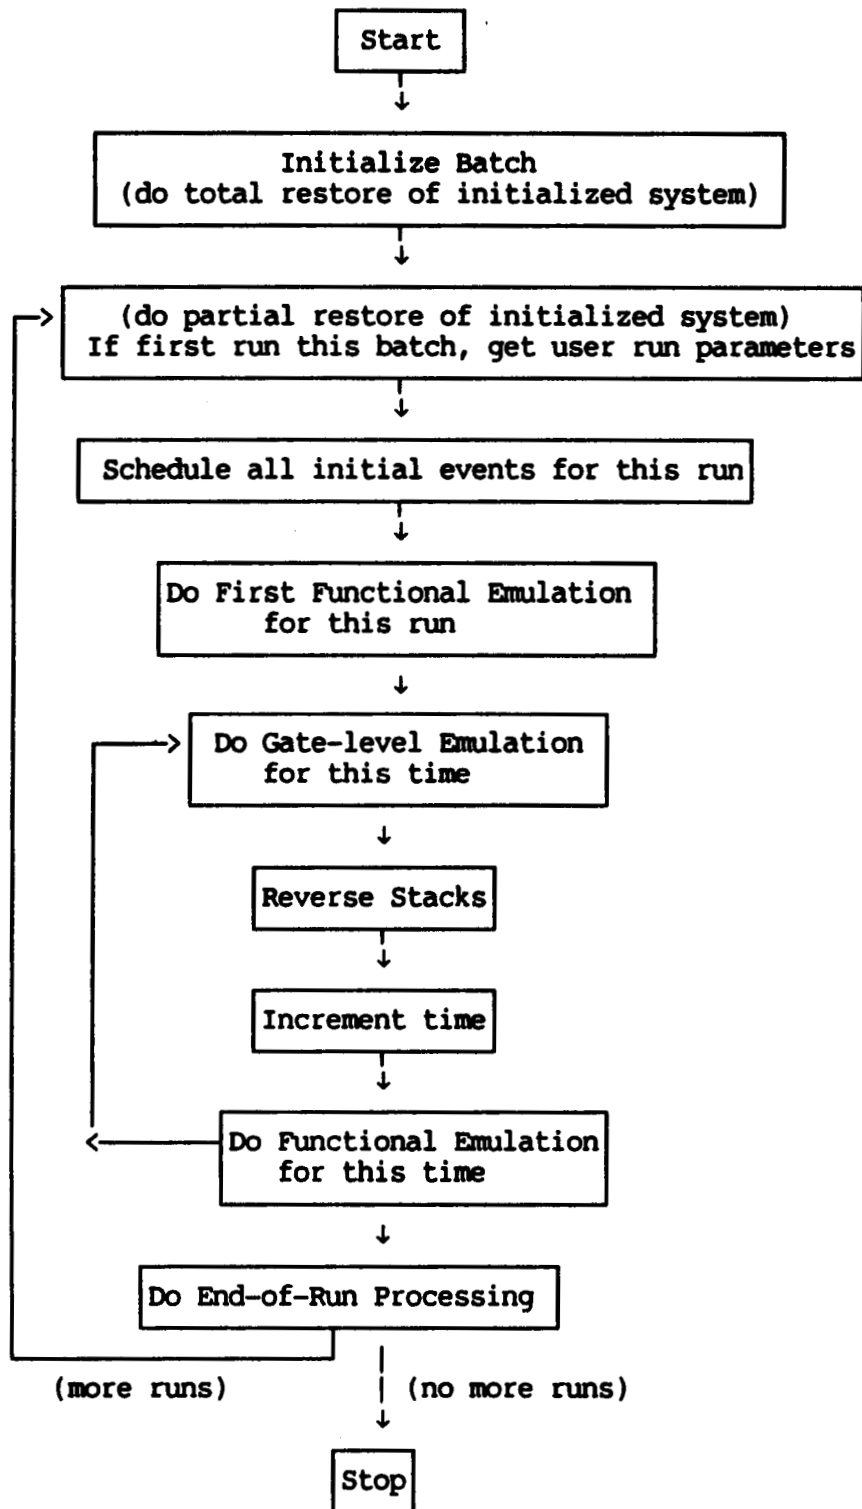 Start
Initialize Batch
(do total restore of initialized system)
(do partial restore of initialized system)
If first run this batch, get user run parameters
Schedule all initial events for this run
Do First Functional Emulation
for this run
Do Gate-level Emulation
for this time
Reverse Stacks
Increment time
Do Functional Emulation
for this time
Do End-of-Run Processing
(more runs)
(no more runs)
Stop